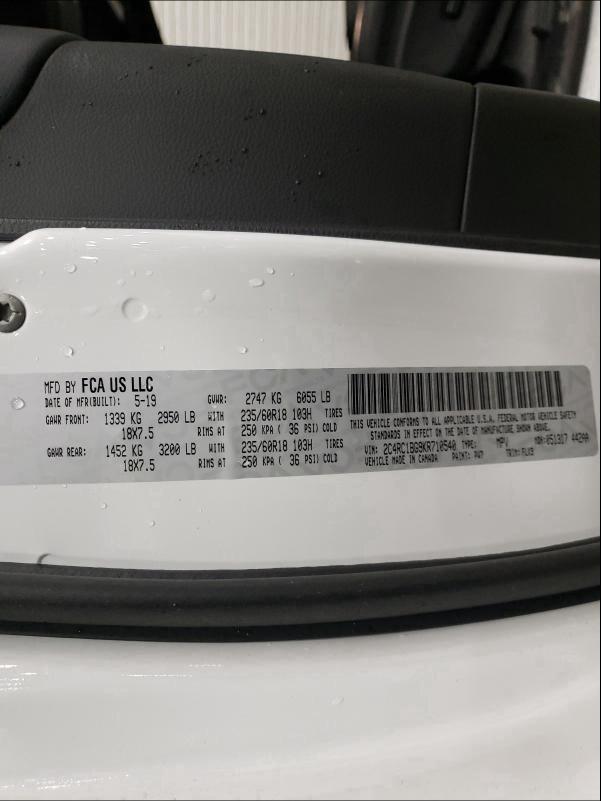 MFD BY FCA US LLC
DATE OF MFR(BUILT): 5-19 GVWR: 2747 KG 6055 LB
GAWR FRONT: 1339 KG 2950 LB WITH 235/60R18 103H TIRES
18X7.5 RIMS AT 250 KPA ( 36 PSI) COLD
GAWR REAR: 1452 KG 3200 LB WITH 235/60R18 103H TIRES
18X7.5 RIMS AT 250 KPA ( 36 PSI) COLD
THIS VEHICLE CONFORMS TO ALL APPLICABLE U.S.A. FEDERAL MOTOR VEHICLE SAFETY
STANDARDS IN EFFECT ON THE DATE OF MANUFACTURE SHOWN ABOVE.
VIN: 2C4RC1BG9KR710540 TYPE: MPV MDH: 051317 442AA
VEHICLE MADE IN CANADA PAINT: PW7 TRIM: